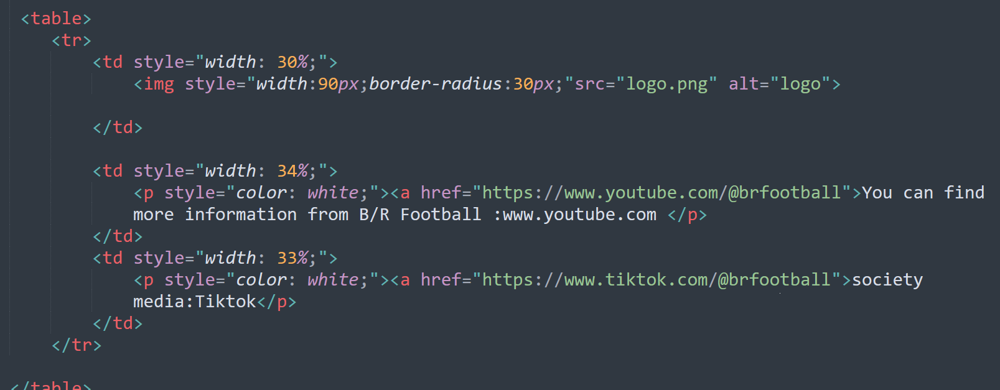 <table>
<tr>
<td style="width: 30%;">
<img style="width:90px;border-radius:30px;"src="logo.png" alt="logo">
</td>
<td style="width: 34%;">
<p style="color: white;"><a href="https://www.youtube.com/@brfootball">You can find
more information from B/R Football :www.youtube.com </p>
</td>
<td style="width: 33%;">
<p style="color: white;"><a href="https://www.tiktok.com/@brfootball">society
media:Tiktok</p>
</td>
</tr>
</table>